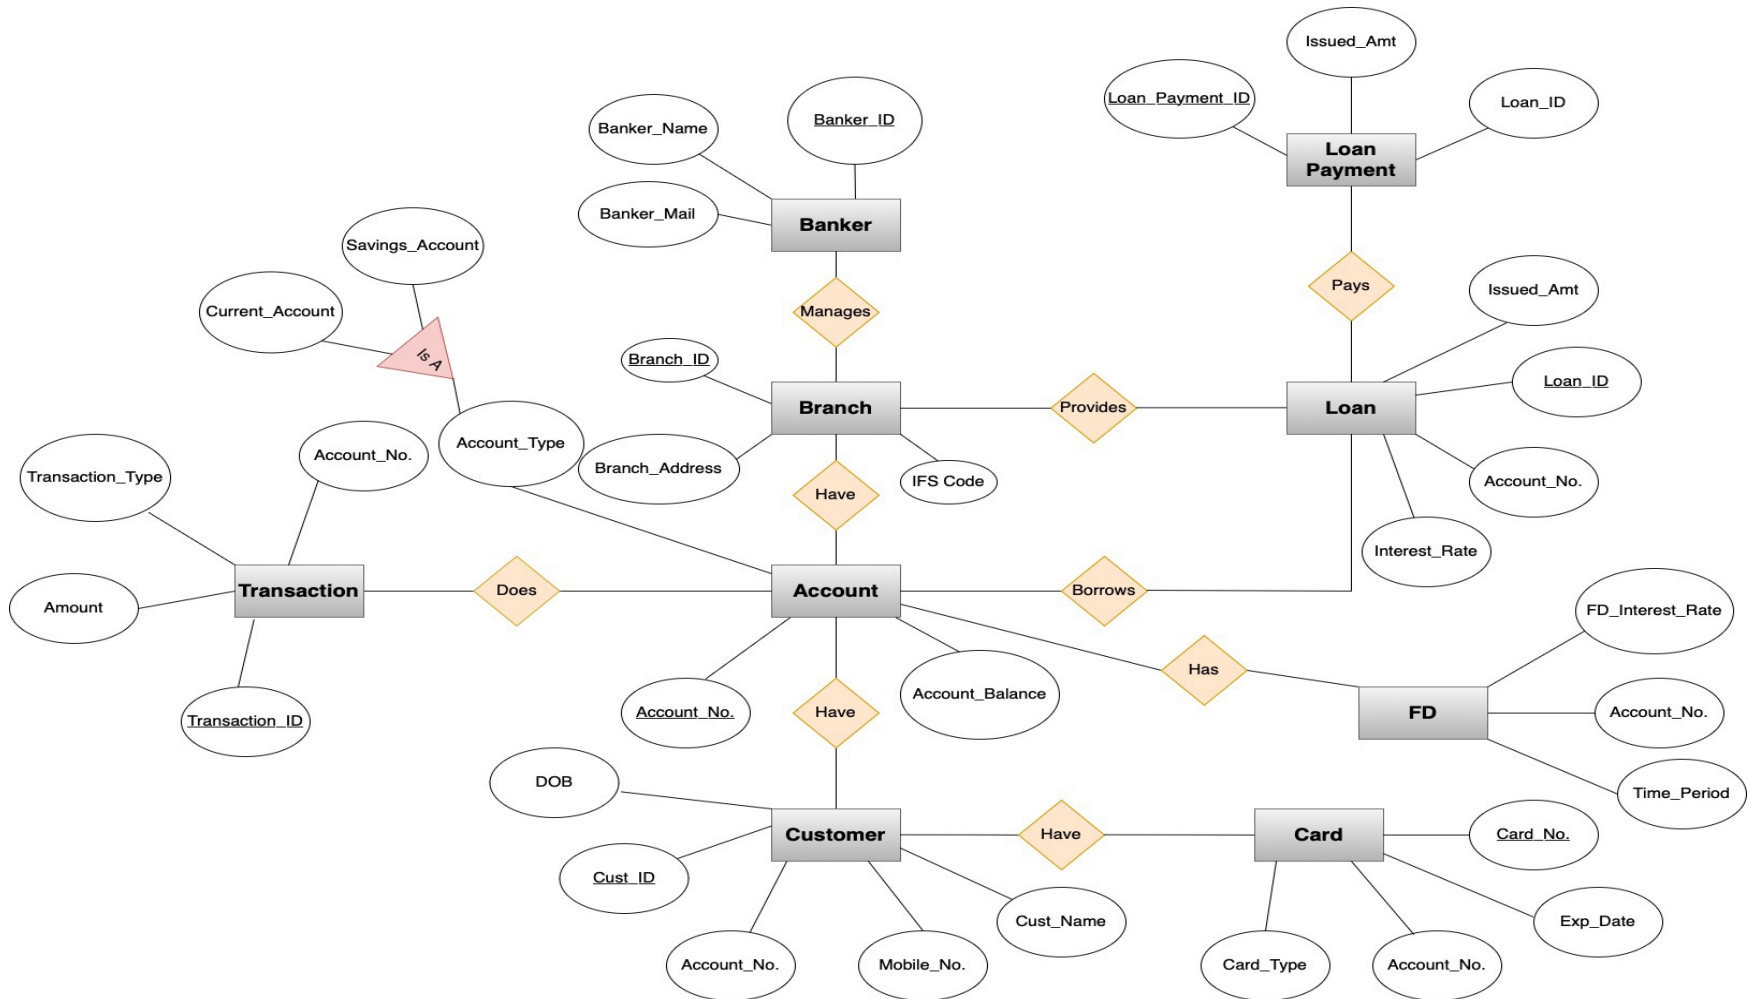 Issued_Amt
Loan_Payment_ID
Loan_ID
Banker_Name
Banker_ID
Loan
Payment
Banker_Mail
Banker
Savings_Account
Current_Account
Is A
Manages
Pays
Issued_Amt
Branch_ID
Branch
Provides
Loan
Loan_ID
Account_Type
Account_No.
Branch_Address
IFS Code
Transaction_Type
Have
Account_No.
Interest_Rate
Transaction
Does
Account
Borrows
Amount
FD_Interest_Rate
Has
Transaction_ID
Account_No.
Have
Account_Balance
FD
Account_No.
Time_Period
DOB
Customer
Have
Card
Card_No.
Cust_ID
Cust_Name
Exp_Date
Account_No.
Mobile_No.
Card_Type
Account_No.